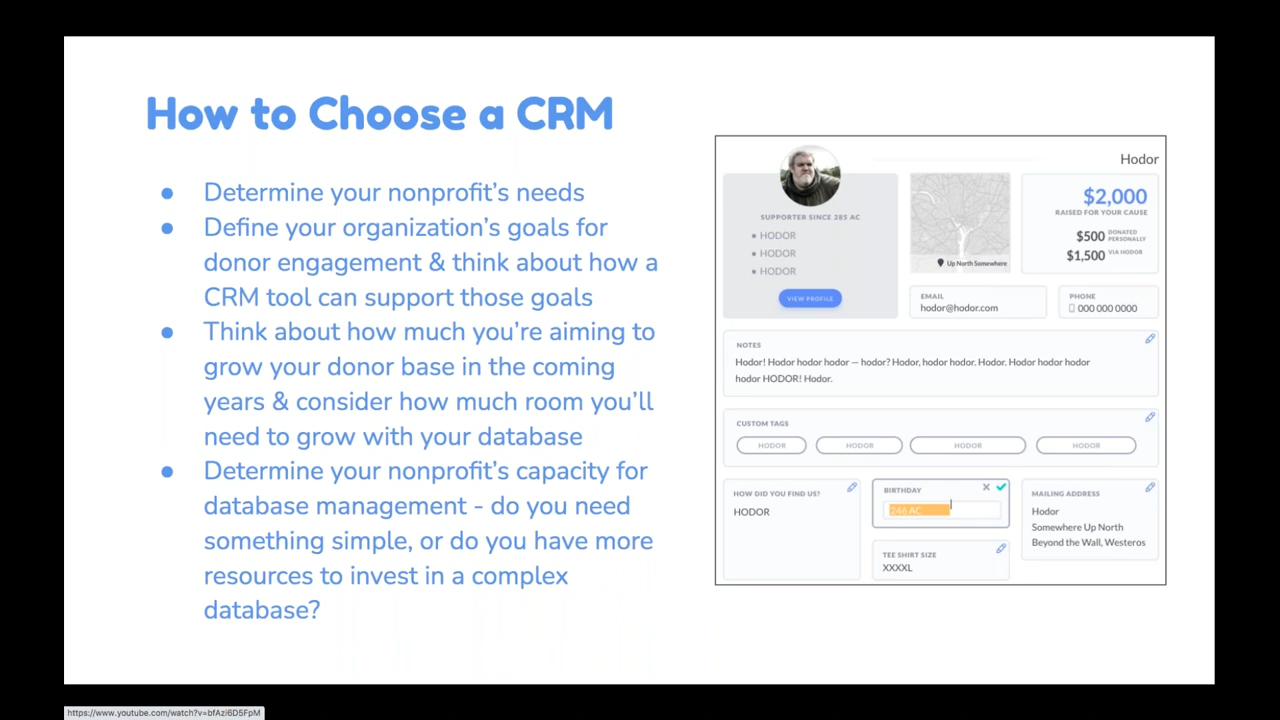 How to Choose a CRM
● Determine your nonprofit's needs
● Define your organization's goals for
donor engagement & think about how a
CRM tool can support those goals
● Think about how much you're aiming to
grow your donor base in the coming
years & consider how much room you'll
need to grow with your database
● Determine your nonprofit's capacity for
database management - do you need
something simple, or do you have more
resources to invest in a complex
database?
Hodor
SUPPORTER SINCE 285 AC
● HODOR
● HODOR
● HODOR
VIEW PROFILE
Up North Somewhere
$2,000
RAISED FOR YOUR CAUSE
$500 DONATED PERSONALLY
$1,500 VIA HODOR
EMAIL
hodor@hodor.com
PHONE
000 000 0000
NOTES
Hodor! Hodor hodor hodor — hodor? Hodor, hodor hodor. Hodor. Hodor hodor hodor
hodor HODOR! Hodor.
CUSTOM TAGS
HODOR HODOR HODOR HODOR
HOW DID YOU FIND US?
HODOR
BIRTHDAY
246 AC
TEE SHIRT SIZE
XXXXL
MAILING ADDRESS
Hodor
Somewhere Up North
Beyond the Wall, Westeros
https://www.youtube.com/watch?v=bfAzi6D5FpM